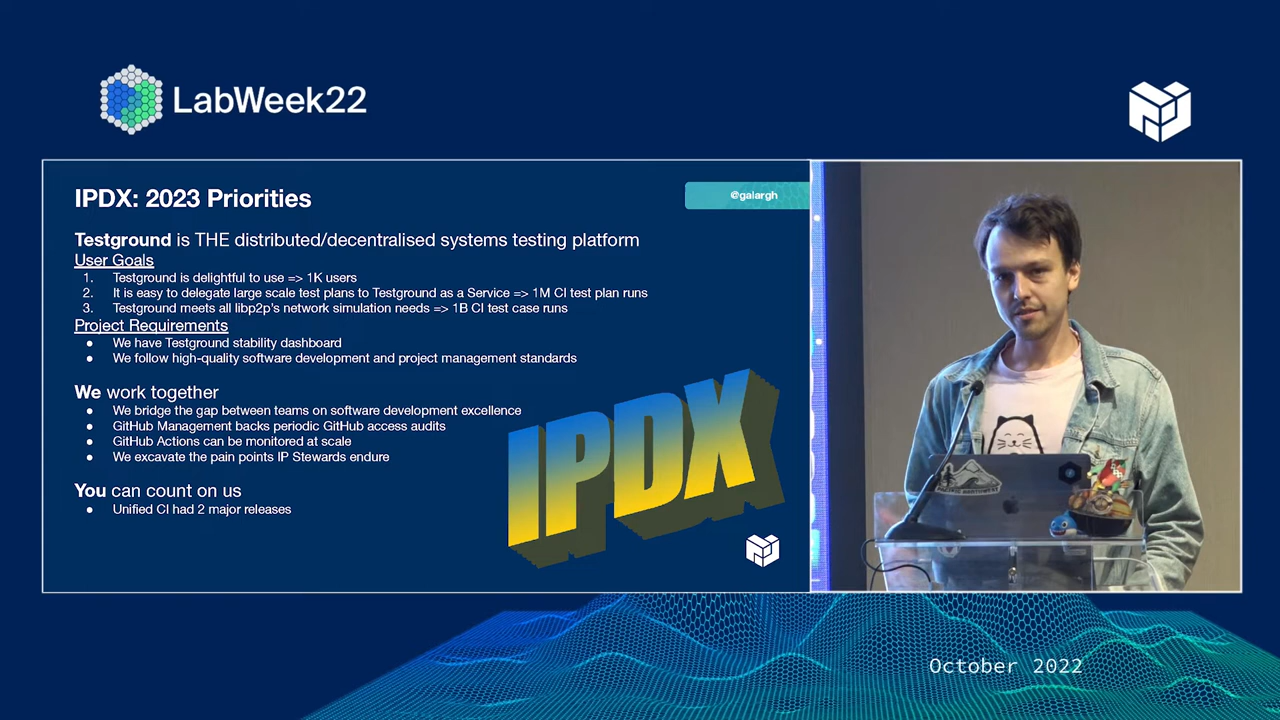 LabWeek22
IPDX: 2023 Priorities
@galargh
Testground is THE distributed/decentralised systems testing platform
User Goals
1. Testground is delightful to use => 1K users
2. It is easy to delegate large scale test plans to Testground as a Service => 1M CI test plan runs
3. Testground meets all libp2p's network simulation needs => 1B CI test case runs
Project Requirements
● We have Testground stability dashboard
● We follow high-quality software development and project management standards
We work together
● We bridge the gap between teams on software development excellence
● GitHub Management backs periodic GitHub access audits
● GitHub Actions can be monitored at scale
● We excavate the pain points IP Stewards endure
You can count on us
● Unified CI had 2 major releases
IPDX
PACIFIC NORTHWEST
October 2022